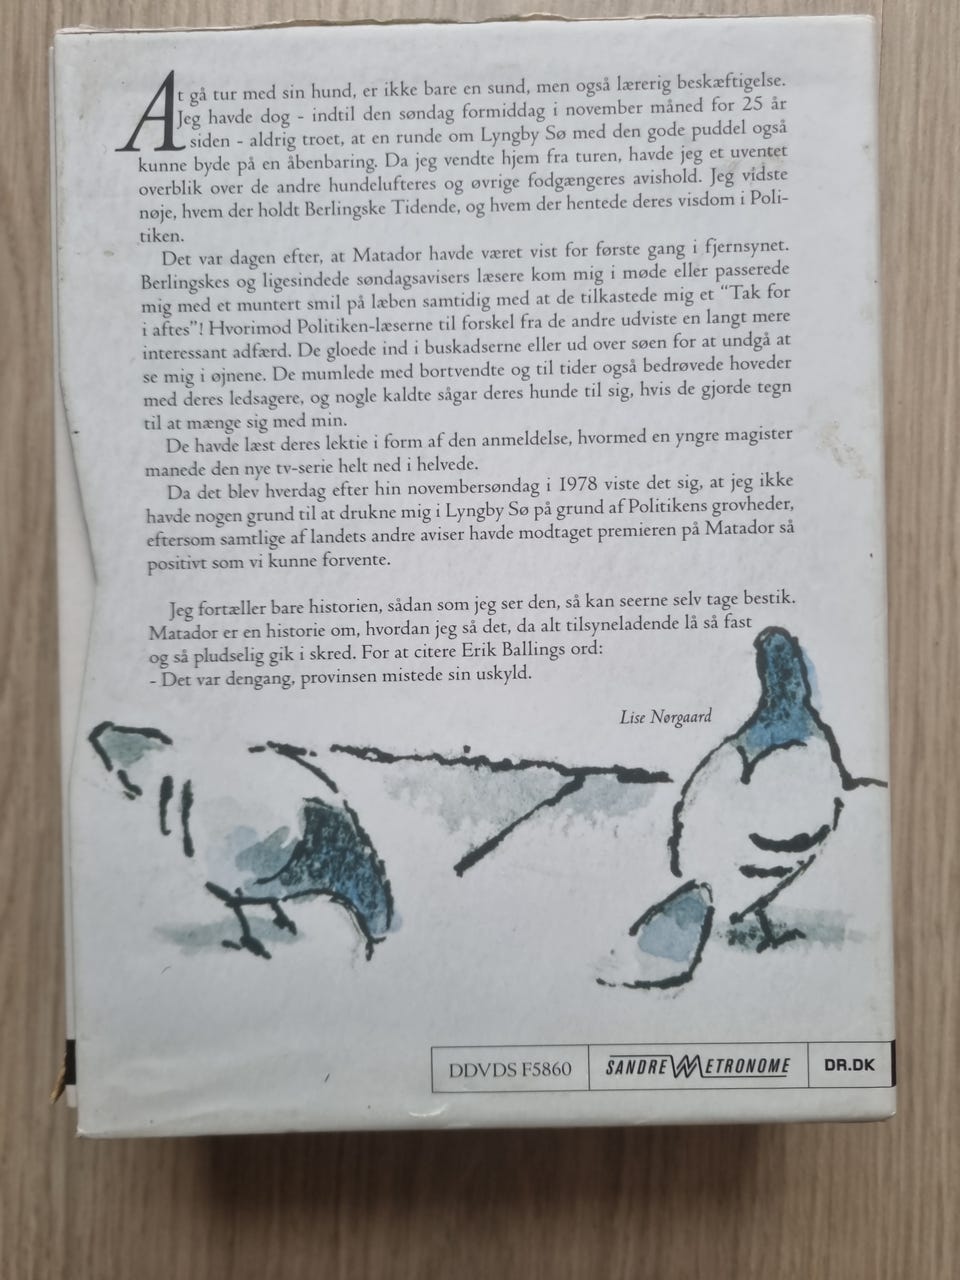 At gå tur med sin hund, er ikke bare en sund, men også lærerig beskæftigelse.
Jeg havde dog - indtil den søndag formiddag i november måned for 25 år
siden - aldrig troet, at en runde om Lyngby Sø med den gode puddel også
kunne byde på en åbenbaring. Da jeg vendte hjem fra turen, havde jeg et uventet
overblik over de andre hundelufteres og øvrige fodgængeres avishold. Jeg vidste
nøje, hvem der holdt Berlingske Tidende, og hvem der hentede deres visdom i Poli-
tiken.
Det var dagen efter, at Matador havde været vist for første gang i fjernsynet.
Berlingskes og ligesindede søndagsavisers læsere kom mig i møde eller passerede
mig med et muntert smil på læben samtidig med at de tilkastede mig et “Tak for
i aftes”! Hvorimod Politiken-læserne til forskel fra de andre udviste en langt mere
interessant adfærd. De gloede ind i buskadserne eller ud over søen for at undgå at
se mig i øjnene. De mumlede med bortvendte og til tider også bedrøvede hoveder
med deres ledsagere, og nogle kaldte sågar deres hunde til sig, hvis de gjorde tegn
til at mænge sig med min.
De havde læst deres lektie i form af den anmeldelse, hvormed en yngre magister
manede den nye tv-serie helt ned i helvede.
Da det blev hverdag efter hin novembersøndag i 1978 viste det sig, at jeg ikke
havde nogen grund til at drukne mig i Lyngby Sø på grund af Politikens grovheder,
eftersom samtlige af landets andre aviser havde modtaget premieren på Matador så
positivt som vi kunne forvente.
Jeg fortæller bare historien, sådan som jeg ser den, så kan seerne selv tage bestik.
Matador er en historie om, hvordan jeg så det, da alt tilsyneladende lå så fast
og så pludselig gik i skred. For at citere Erik Ballings ord:
- Det var dengang, provinsen mistede sin uskyld.
Lise Nørgaard
DDVDS F5860
SANDREW METRONOME
DR.DK